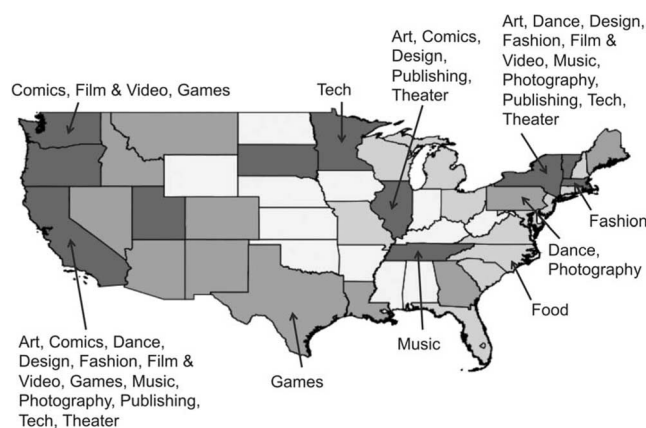 Comics, Film & Video, Games
Tech
Art, Comics,
Design,
Publishing,
Theater
Art, Dance, Design,
Fashion, Film &
Video, Music,
Photography,
Publishing, Tech,
Theater
Fashion
Dance,
Photography
Food
Music
Games
Art, Comics, Dance,
Design, Fashion, Film &
Video, Games, Music,
Photography, Publishing,
Tech, Theater